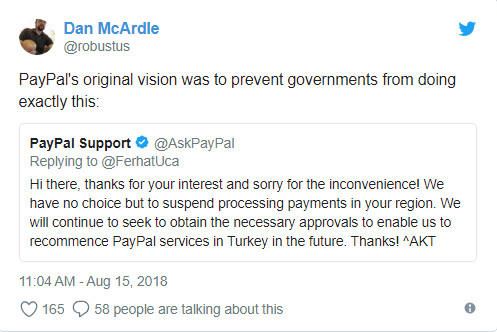 Dan McArdle
@robustus
PayPal's original vision was to prevent governments from doing
exactly this:
PayPal Support @AskPayPal
Replying to @FerhatUca
Hi there, thanks for your interest and sorry for the inconvenience! We
have no choice but to suspend processing payments in your region. We
will continue to seek to obtain the necessary approvals to enable us to
recommence PayPal services in Turkey in the future. Thanks! ^AKT
11:04 AM - Aug 15, 2018
165 58 people are talking about this